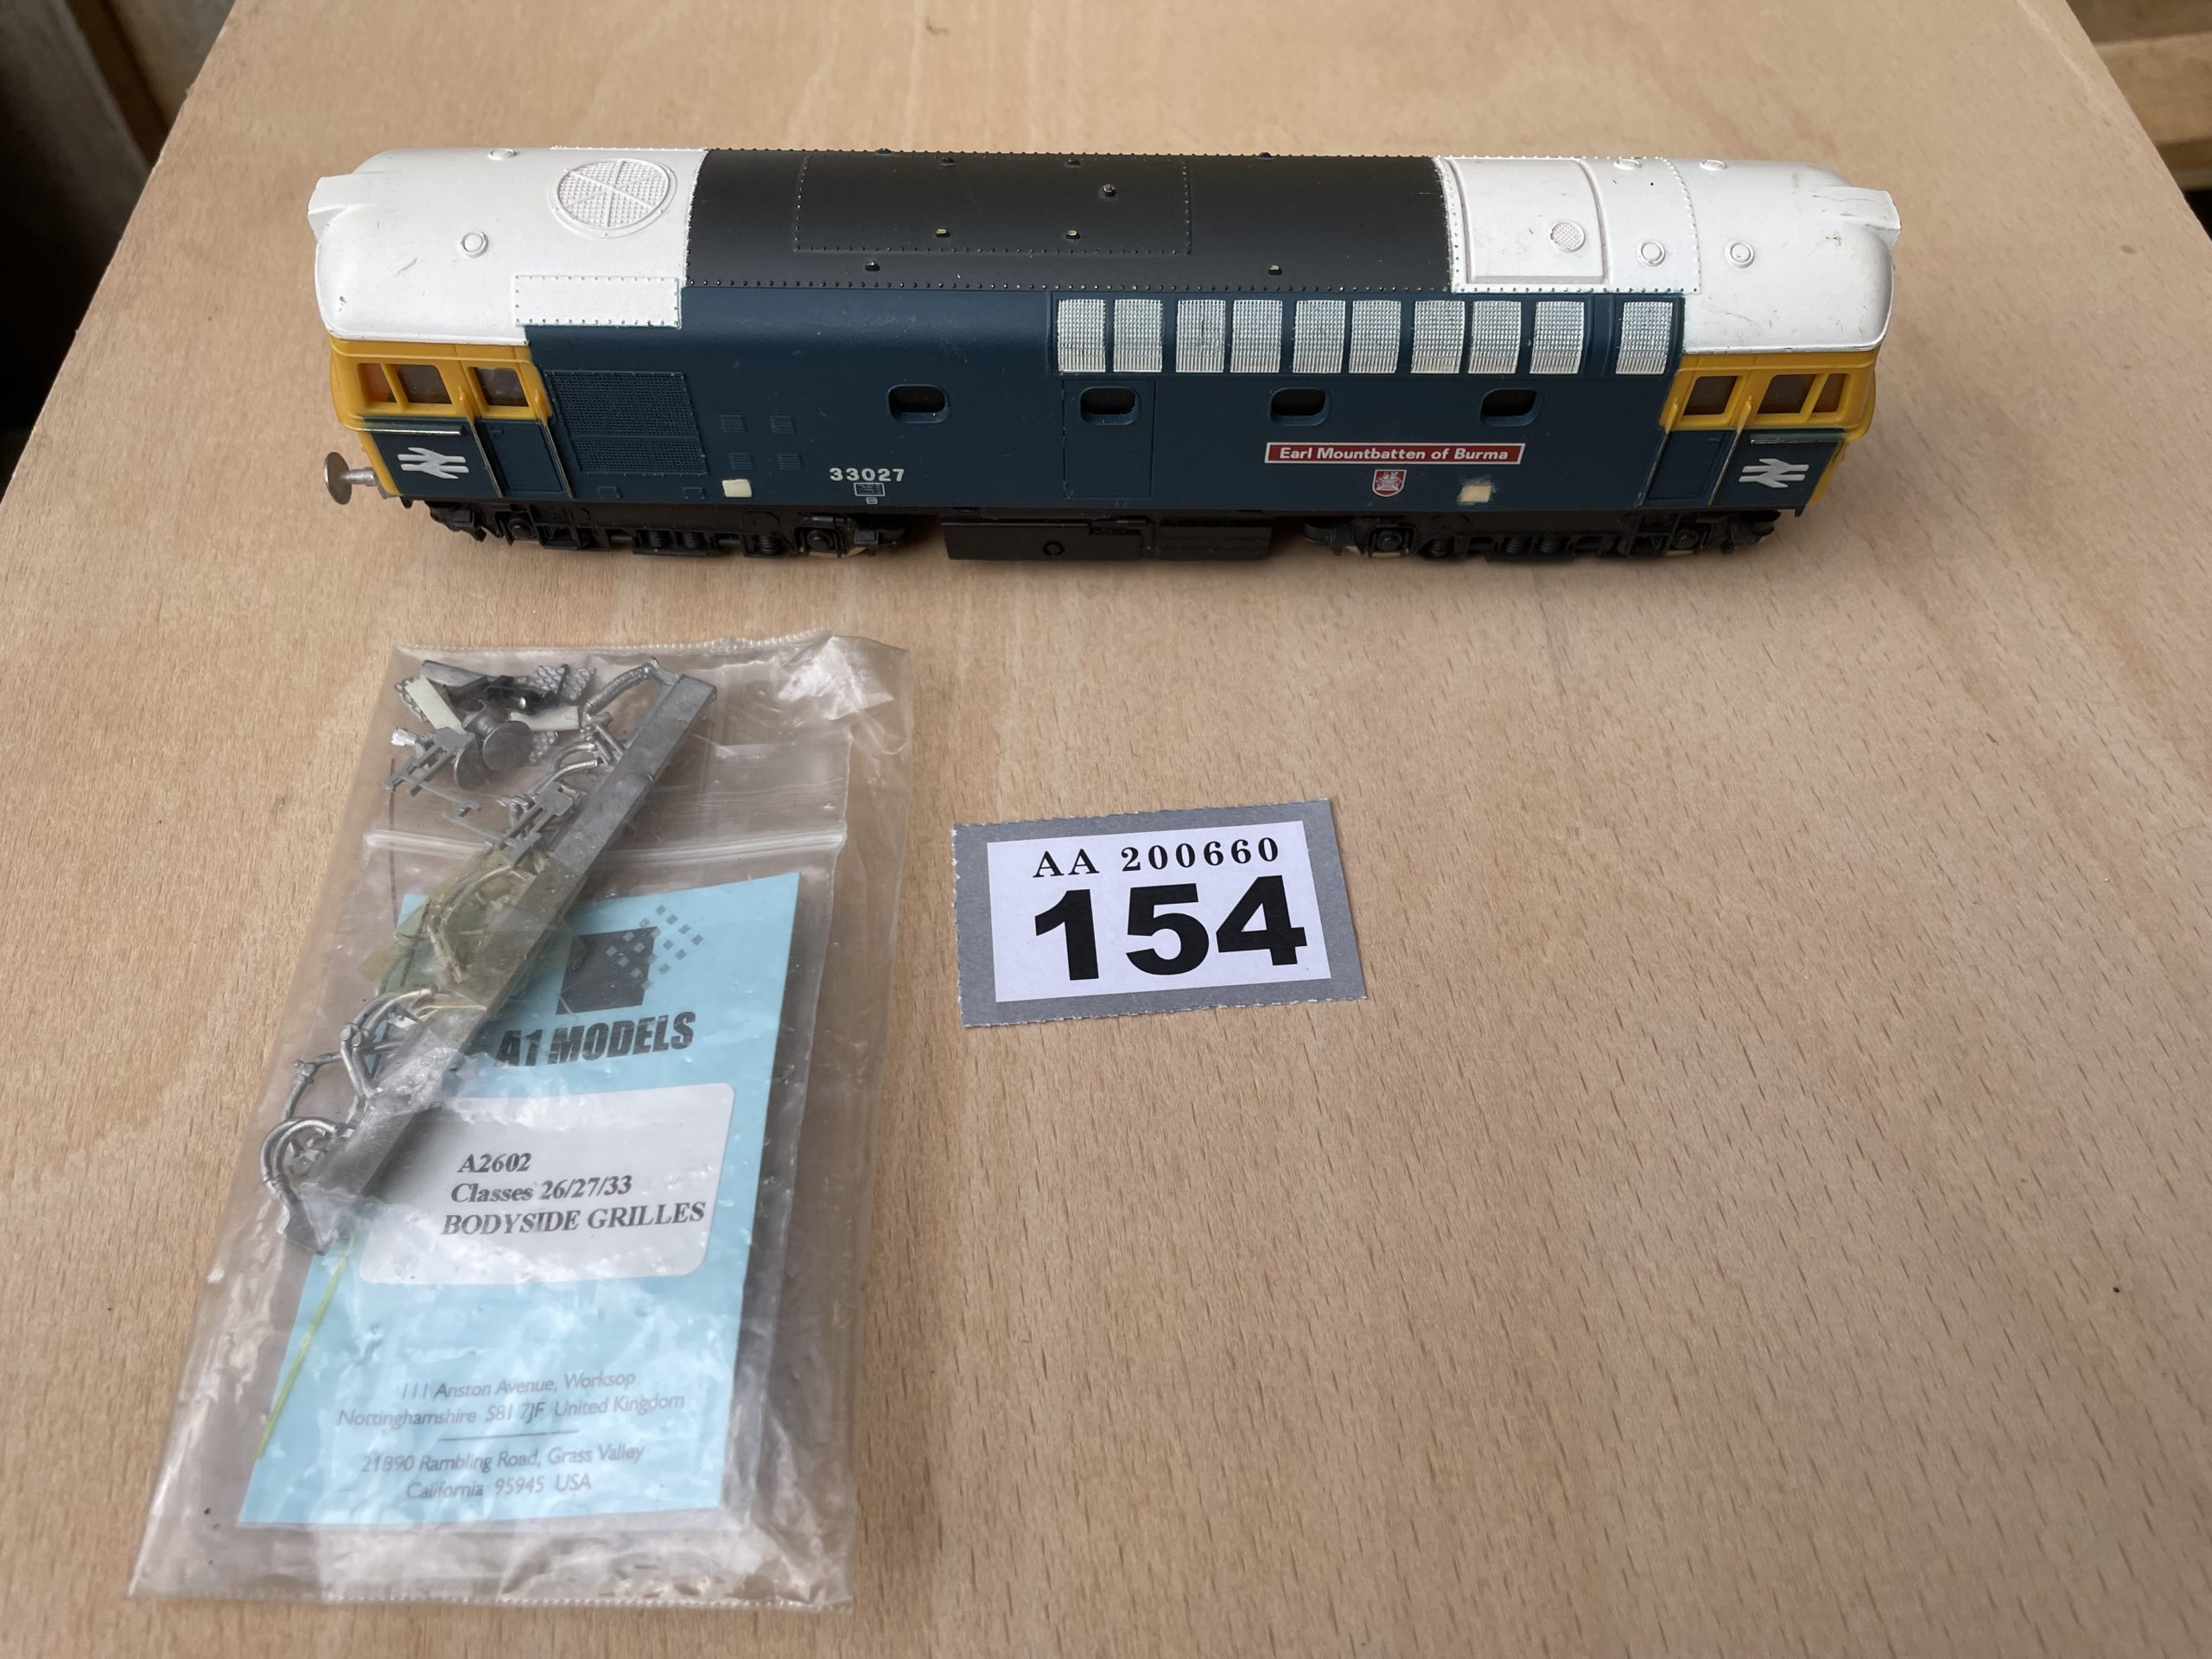 33027
Earl Mountbatten of Burma
AA 200660
154
A1 MODELS
A2602
Classes 26/27/33
BODYSIDE GRILLES
111 Anston Avenue, Worksop
Nottinghamshire S81 7JF United Kingdom
21890 Rambling Road, Grass Valley
California 95945 USA